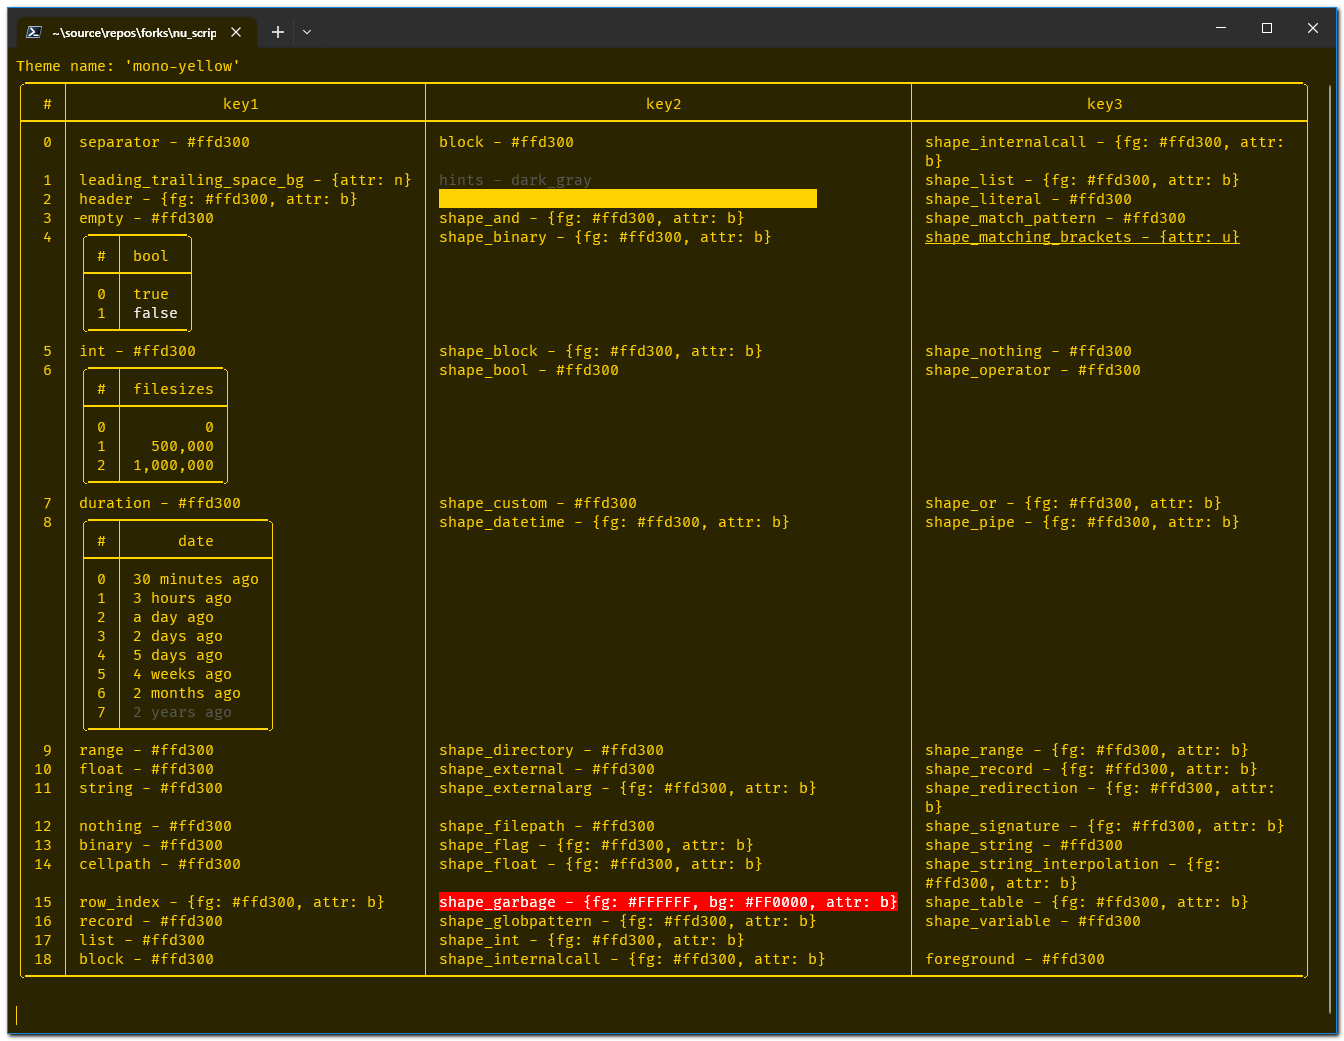 ~\source\repos\forks\nu_scrip
Theme name: 'mono-yellow'
# key1 key2 key3
0 separator - #ffd300 block - #ffd300 shape_internalcall - {fg: #ffd300, attr:
b}
1 leading_trailing_space_bg - {attr: n} hints - dark_gray shape_list - {fg: #ffd300, attr: b}
2 header - {fg: #ffd300, attr: b} shape_literal - #ffd300
3 empty - #ffd300 shape_and - {fg: #ffd300, attr: b} shape_match_pattern - #ffd300
4 shape_binary - {fg: #ffd300, attr: b} shape_matching_brackets - {attr: u}
# bool
0 true
1 false
5 int - #ffd300 shape_block - {fg: #ffd300, attr: b} shape_nothing - #ffd300
6 shape_bool - #ffd300 shape_operator - #ffd300
# filesizes
0 0
1 500,000
2 1,000,000
7 duration - #ffd300 shape_custom - #ffd300 shape_or - {fg: #ffd300, attr: b}
8 shape_datetime - {fg: #ffd300, attr: b} shape_pipe - {fg: #ffd300, attr: b}
# date
0 30 minutes ago
1 3 hours ago
2 a day ago
3 2 days ago
4 5 days ago
5 4 weeks ago
6 2 months ago
7 2 years ago
9 range - #ffd300 shape_directory - #ffd300 shape_range - {fg: #ffd300, attr: b}
10 float - #ffd300 shape_external - #ffd300 shape_record - {fg: #ffd300, attr: b}
11 string - #ffd300 shape_externalarg - {fg: #ffd300, attr: b} shape_redirection - {fg: #ffd300, attr:
b}
12 nothing - #ffd300 shape_filepath - #ffd300 shape_signature - {fg: #ffd300, attr: b}
13 binary - #ffd300 shape_flag - {fg: #ffd300, attr: b} shape_string - #ffd300
14 cellpath - #ffd300 shape_float - {fg: #ffd300, attr: b} shape_string_interpolation - {fg:
#ffd300, attr: b}
15 row_index - {fg: #ffd300, attr: b} shape_garbage - {fg: #FFFFFF, bg: #FF0000, attr: b} shape_table - {fg: #ffd300, attr: b}
16 record - #ffd300 shape_globpattern - {fg: #ffd300, attr: b} shape_variable - #ffd300
17 list - #ffd300 shape_int - {fg: #ffd300, attr: b}
18 block - #ffd300 shape_internalcall - {fg: #ffd300, attr: b} foreground - #ffd300